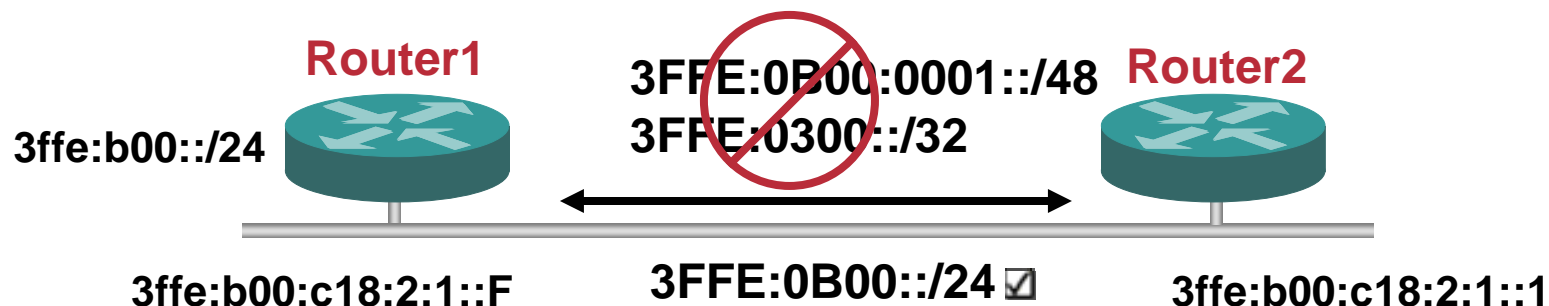 Router1
3FFE:0B00:0001::/48
Router2
3ffe:b00::/24
3FFE:0300::/32
3ffe:b00:c18:2:1::F
3FFE:0B00::/24 ☑
3ffe:b00:c18:2:1::1